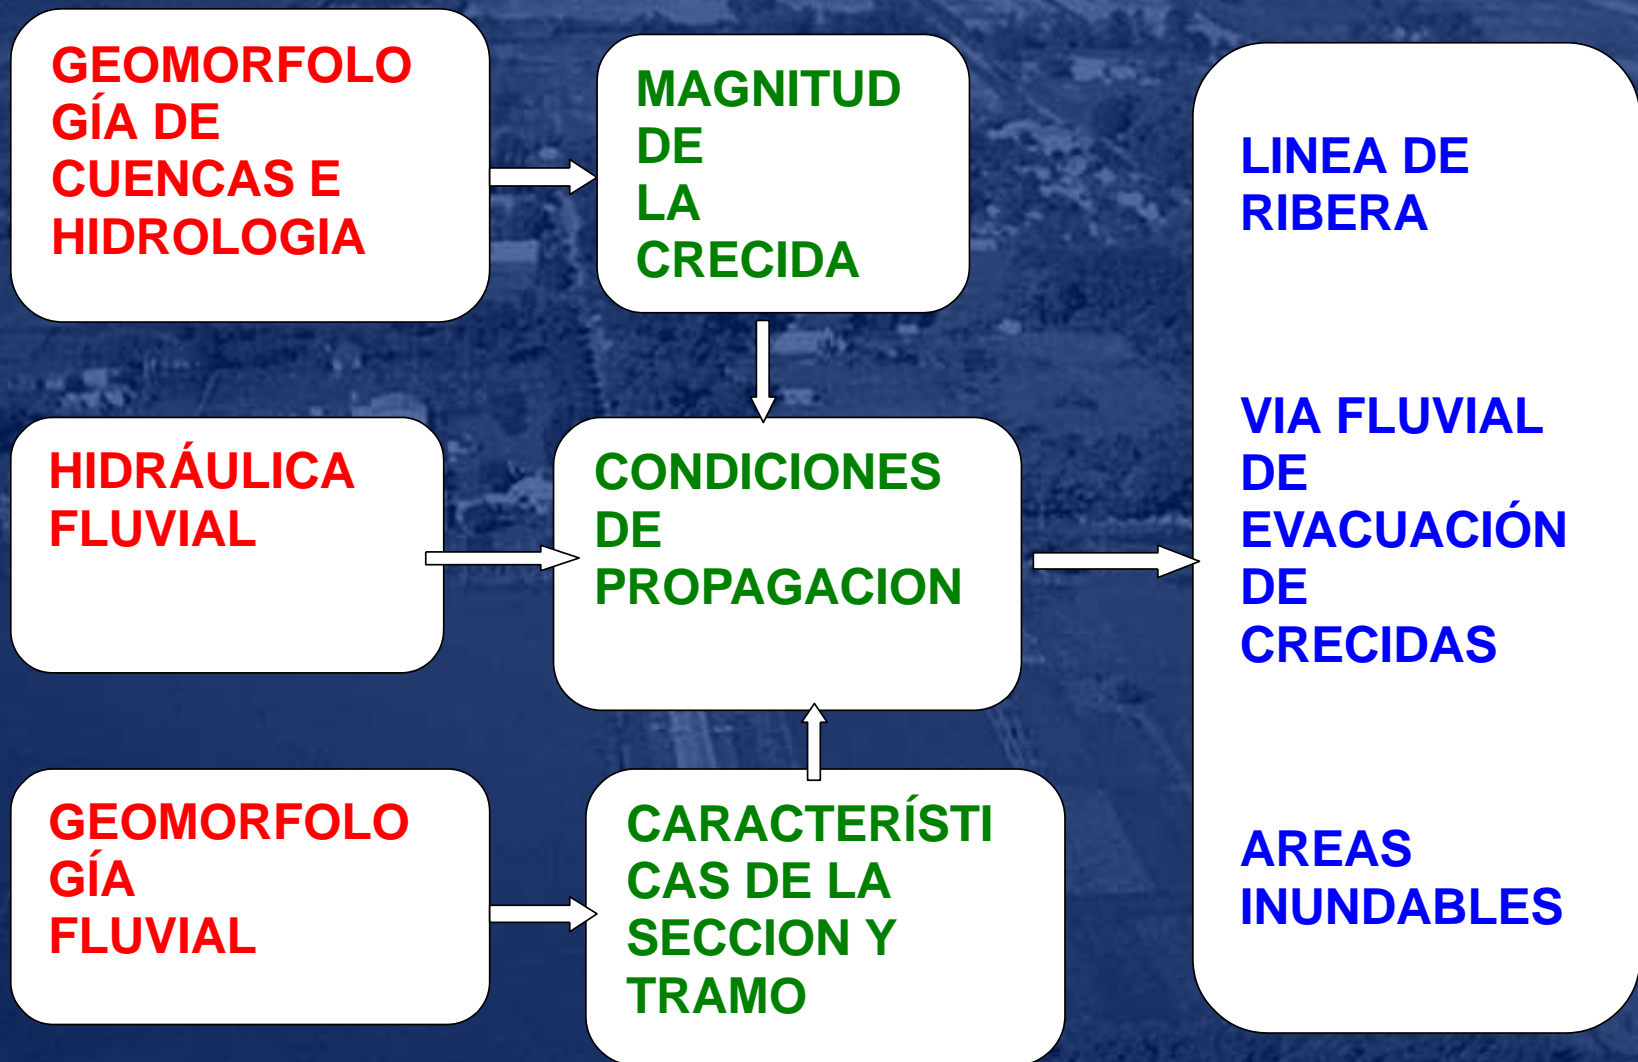 GEOMORFOLO
GÍA DE
CUENCAS E
HIDROLOGIA
MAGNITUD
DE
LA
CRECIDA
HIDRÁULICA
FLUVIAL
CONDICIONES
DE
PROPAGACION
GEOMORFOLO
GÍA
FLUVIAL
CARACTERÍSTI
CAS DE LA
SECCION Y
TRAMO
LINEA DE
RIBERA
VIA FLUVIAL
DE
EVACUACIÓN
DE
CRECIDAS
AREAS
INUNDABLES